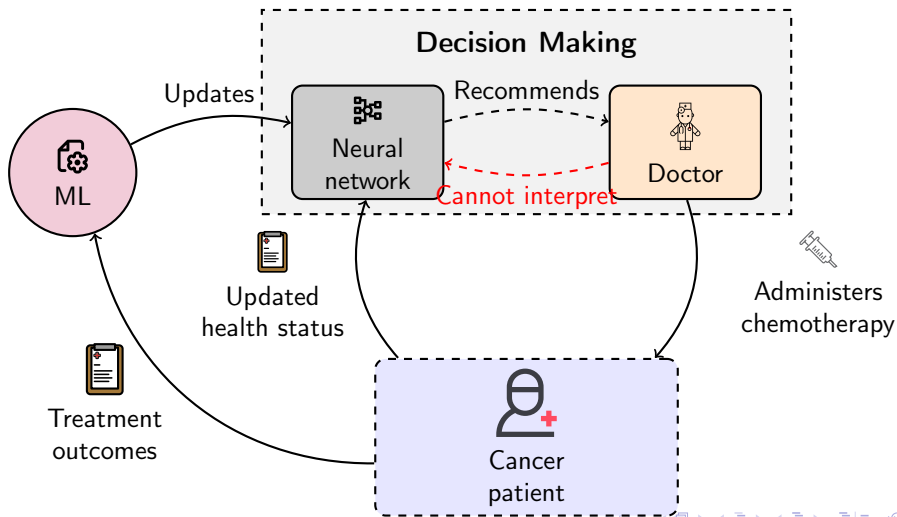 Decision Making
Updates
Recommends
Neural
network
Doctor
Cannot interpret
ML
Updated
health status
Administers
chemotherapy
Treatment
outcomes
Cancer
patient